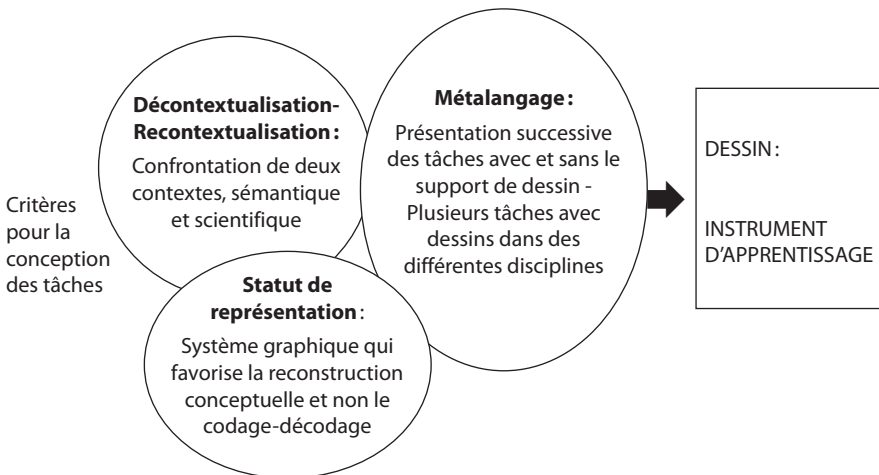 Critères
pour la
conception
des tâches
Décontextualisation-
Recontextualisation :
Confrontation de deux
contextes, sémantique
et scientifique
Métalangage :
Présentation successive
des tâches avec et sans le
support de dessin -
Plusieurs tâches avec
dessins dans des
différentes disciplines
Statut de
représentation :
Système graphique qui
favorise la reconstruction
conceptuelle et non le
codage-décodage
DESSIN :
INSTRUMENT
D’APPRENTISSAGE